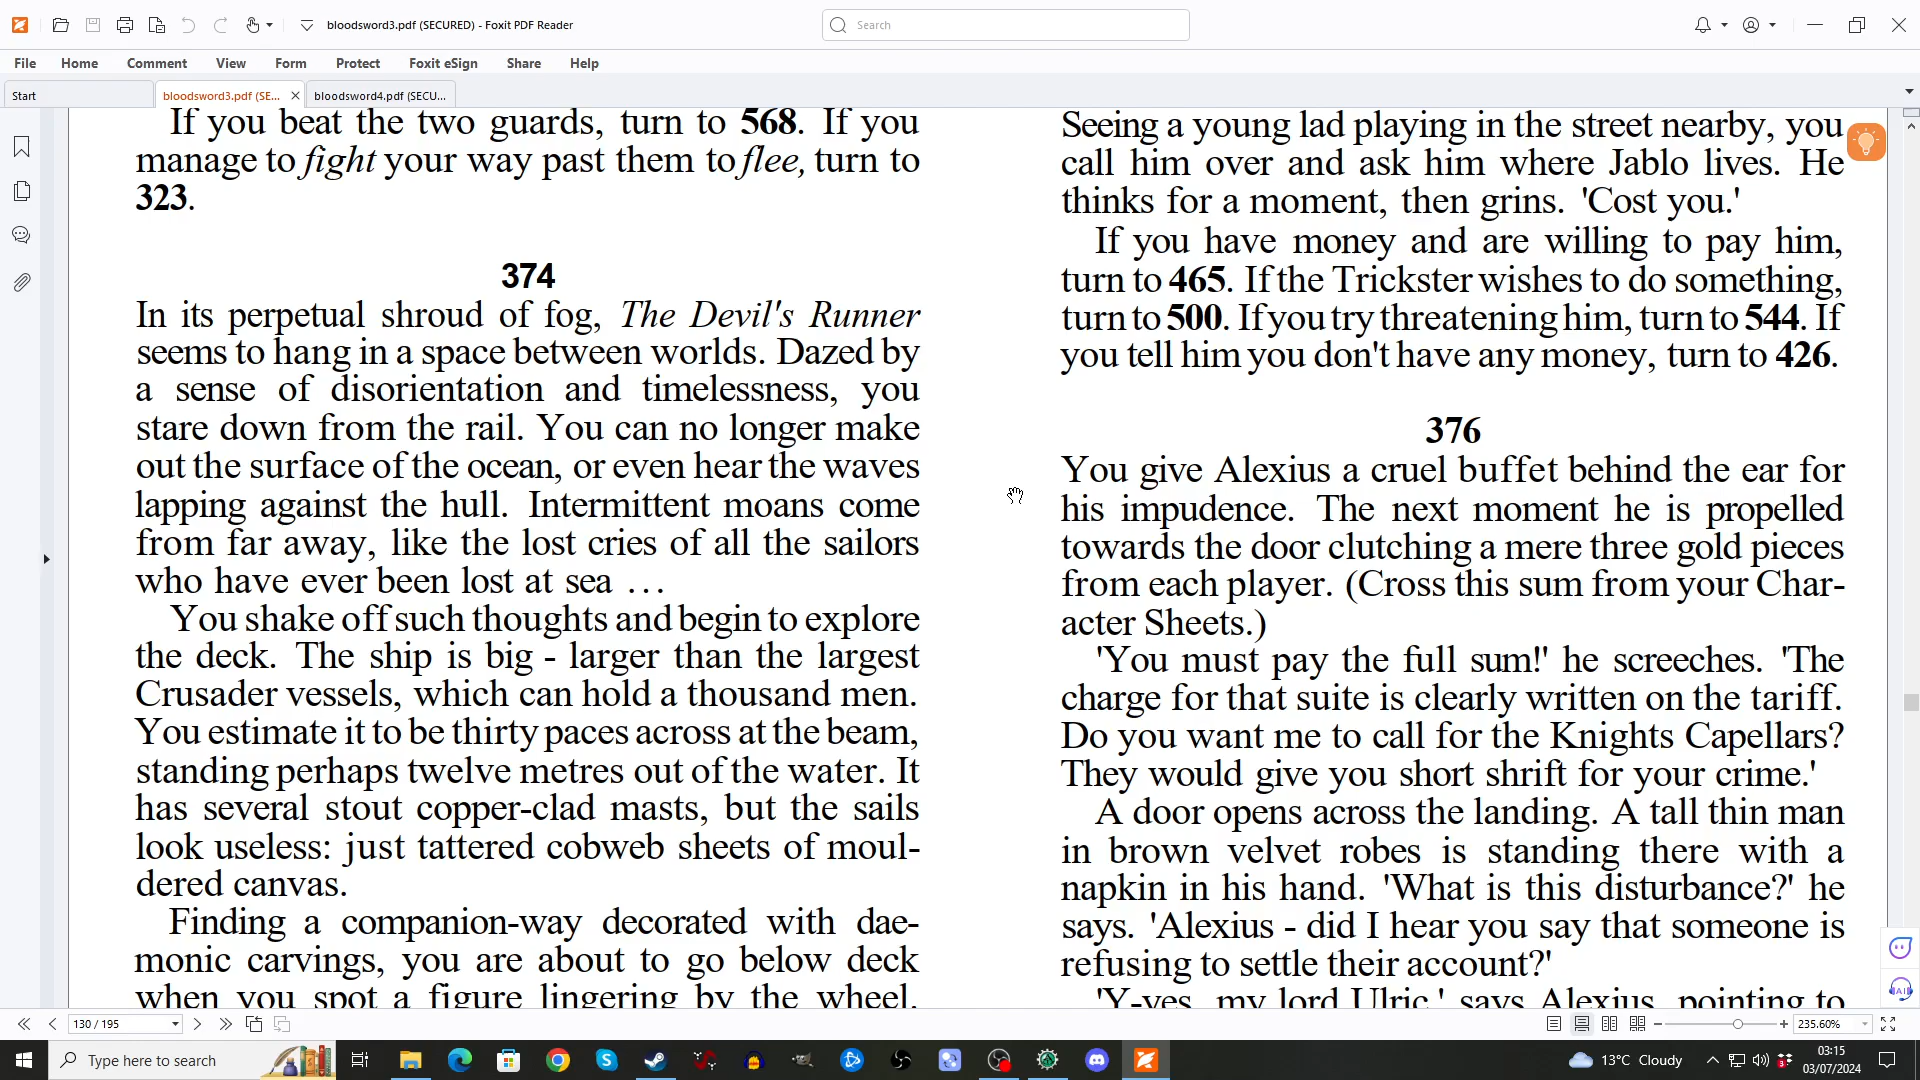 bloodsword3.pdf (SECURED) - Foxit PDF Reader
Search
File Home Comment View Form Protect Foxit eSign Share Help
Start
bloodsword3.pdf (SE...
bloodsword4.pdf (SECU...
If you beat the two guards, turn to 568. If you
manage to fight your way past them to flee, turn to
323.
374
In its perpetual shroud of fog, The Devil's Runner
seems to hang in a space between worlds. Dazed by
a sense of disorientation and timelessness, you
stare down from the rail. You can no longer make
out the surface of the ocean, or even hear the waves
lapping against the hull. Intermittent moans come
from far away, like the lost cries of all the sailors
who have ever been lost at sea ...
You shake off such thoughts and begin to explore
the deck. The ship is big - larger than the largest
Crusader vessels, which can hold a thousand men.
You estimate it to be thirty paces across at the beam,
standing perhaps twelve metres out of the water. It
has several stout copper-clad masts, but the sails
look useless: just tattered cobweb sheets of moul-
dered canvas.
Finding a companion-way decorated with dae-
monic carvings, you are about to go below deck
when you spot a figure lingering by the wheel.
Seeing a young lad playing in the street nearby, you
call him over and ask him where Jablo lives. He
thinks for a moment, then grins. 'Cost you.'
If you have money and are willing to pay him,
turn to 465. If the Trickster wishes to do something,
turn to 500. If you try threatening him, turn to 544. If
you tell him you don't have any money, turn to 426.
376
You give Alexius a cruel buffet behind the ear for
his impudence. The next moment he is propelled
towards the door clutching a mere three gold pieces
from each player. (Cross this sum from your Char-
acter Sheets.)
'You must pay the full sum!' he screeches. 'The
charge for that suite is clearly written on the tariff.
Do you want me to call for the Knights Capellars?
They would give you short shrift for your crime.'
A door opens across the landing. A tall thin man
in brown velvet robes is standing there with a
napkin in his hand. 'What is this disturbance?' he
says. 'Alexius - did I hear you say that someone is
refusing to settle their account?'
'Y-yes, my lord Ulric,' says Alexius, pointing to
AI
130 / 195
235.60%
Type here to search
13°C Cloudy
03:15
03/07/2024